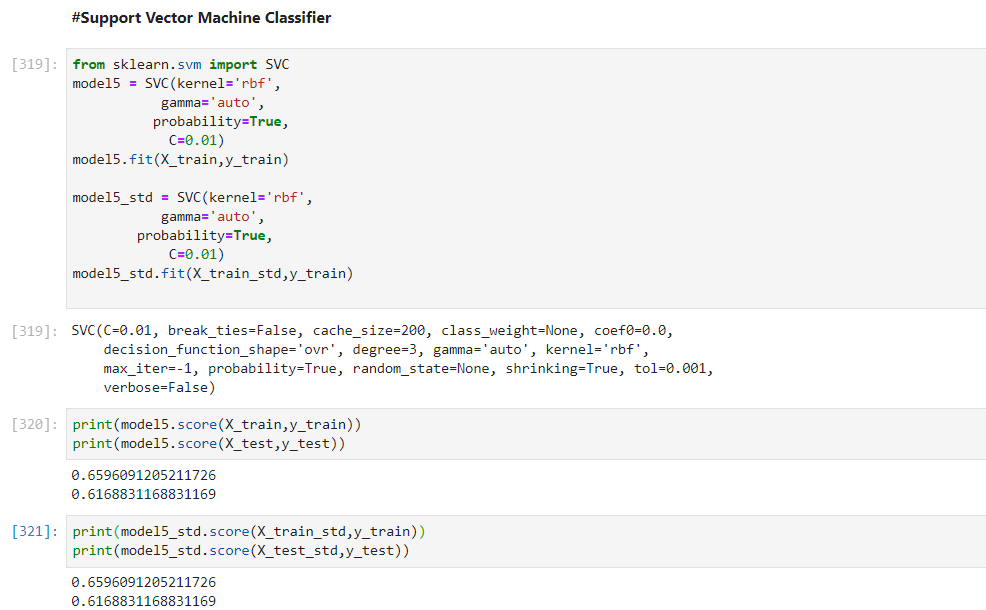 #Support Vector Machine Classifier
[319]: from sklearn.svm import SVC
model5 = SVC(kernel='rbf',
gamma='auto',
probability=True,
C=0.01)
model5.fit(X_train,y_train)
model5_std = SVC(kernel='rbf',
gamma='auto',
probability=True,
C=0.01)
model5_std.fit(X_train_std,y_train)
[319]: SVC(C=0.01, break_ties=False, cache_size=200, class_weight=None, coef0=0.0,
decision_function_shape='ovr', degree=3, gamma='auto', kernel='rbf',
max_iter=-1, probability=True, random_state=None, shrinking=True, tol=0.001,
verbose=False)
[320]: print(model5.score(X_train,y_train))
print(model5.score(X_test,y_test))
0.6596091205211726
0.6168831168831169
[321]: print(model5_std.score(X_train_std,y_train))
print(model5_std.score(X_test_std,y_test))
0.6596091205211726
0.6168831168831169